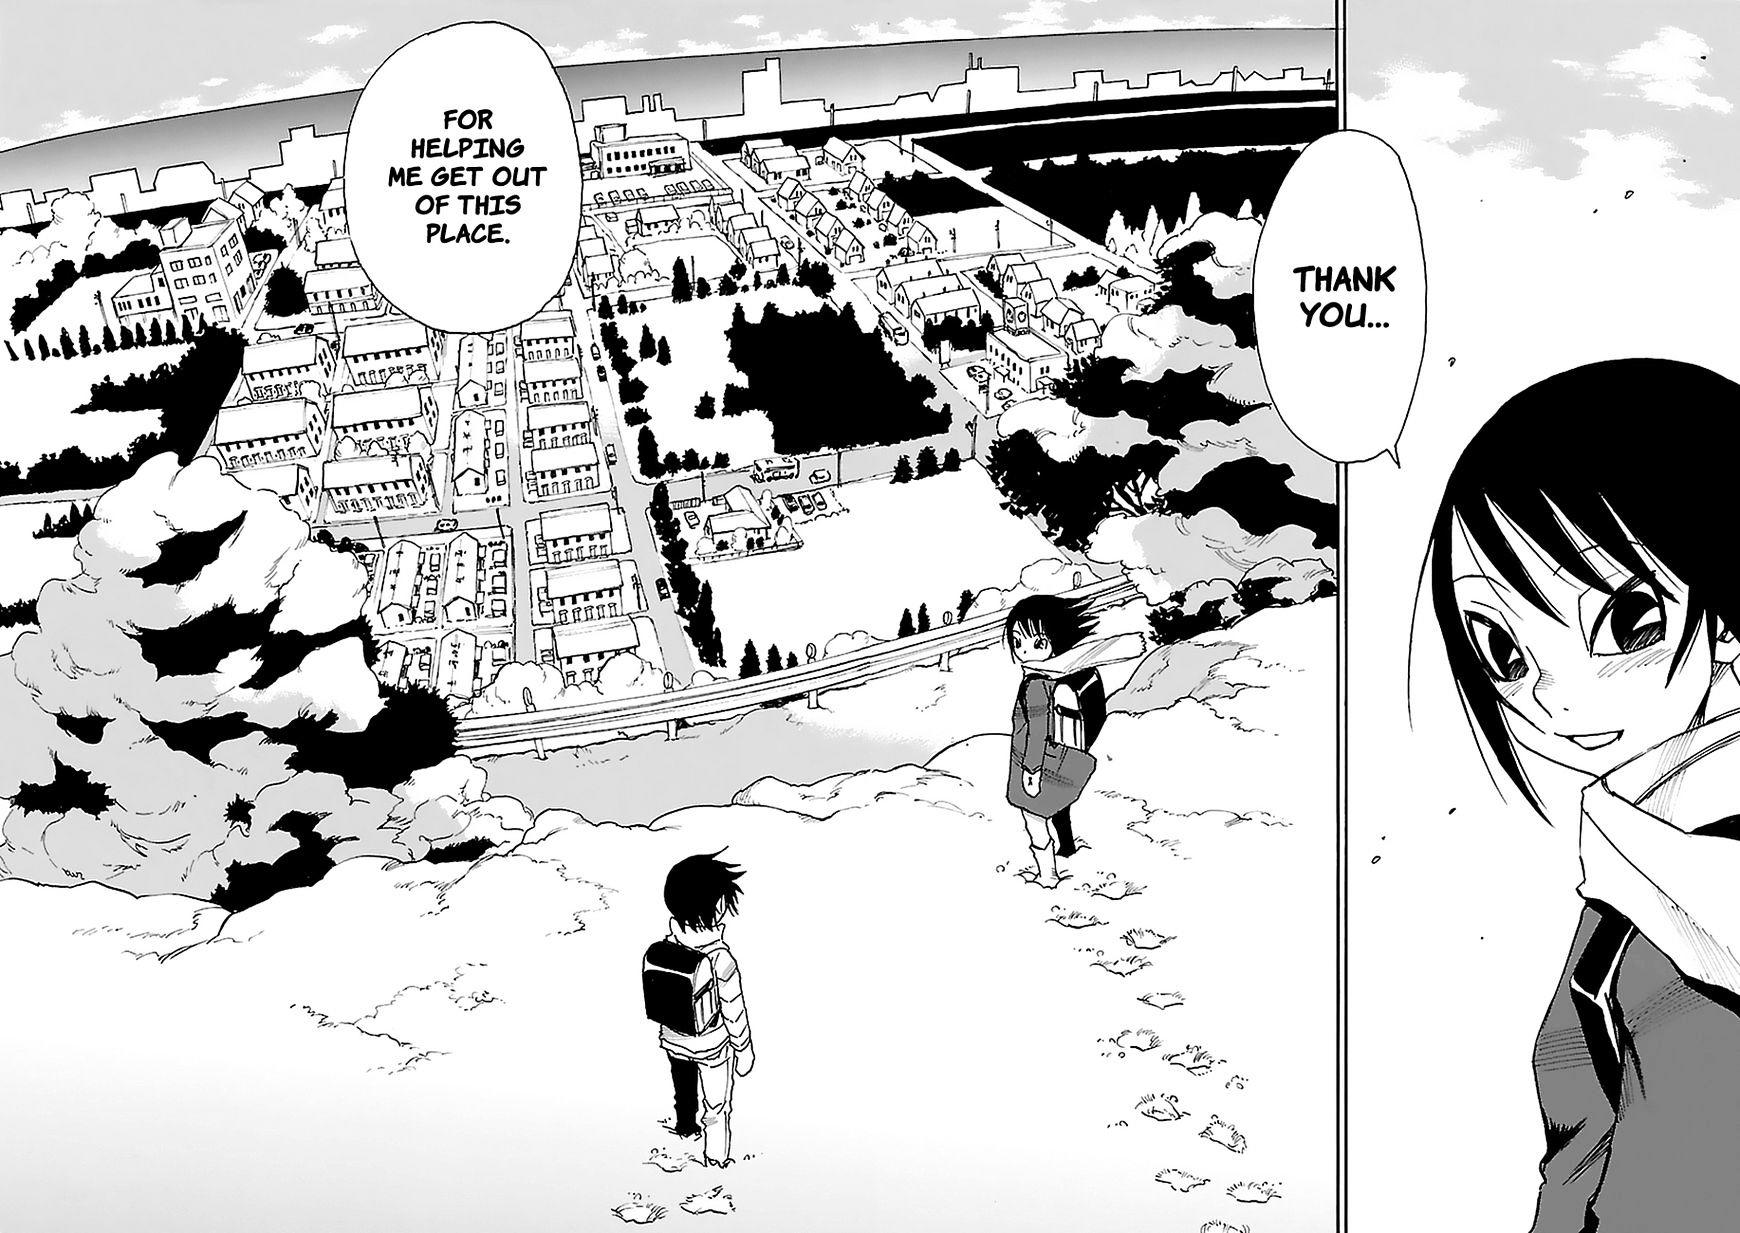 THANK
YOU...
FOR
HELPING
ME GET OUT
OF THIS
PLACE.